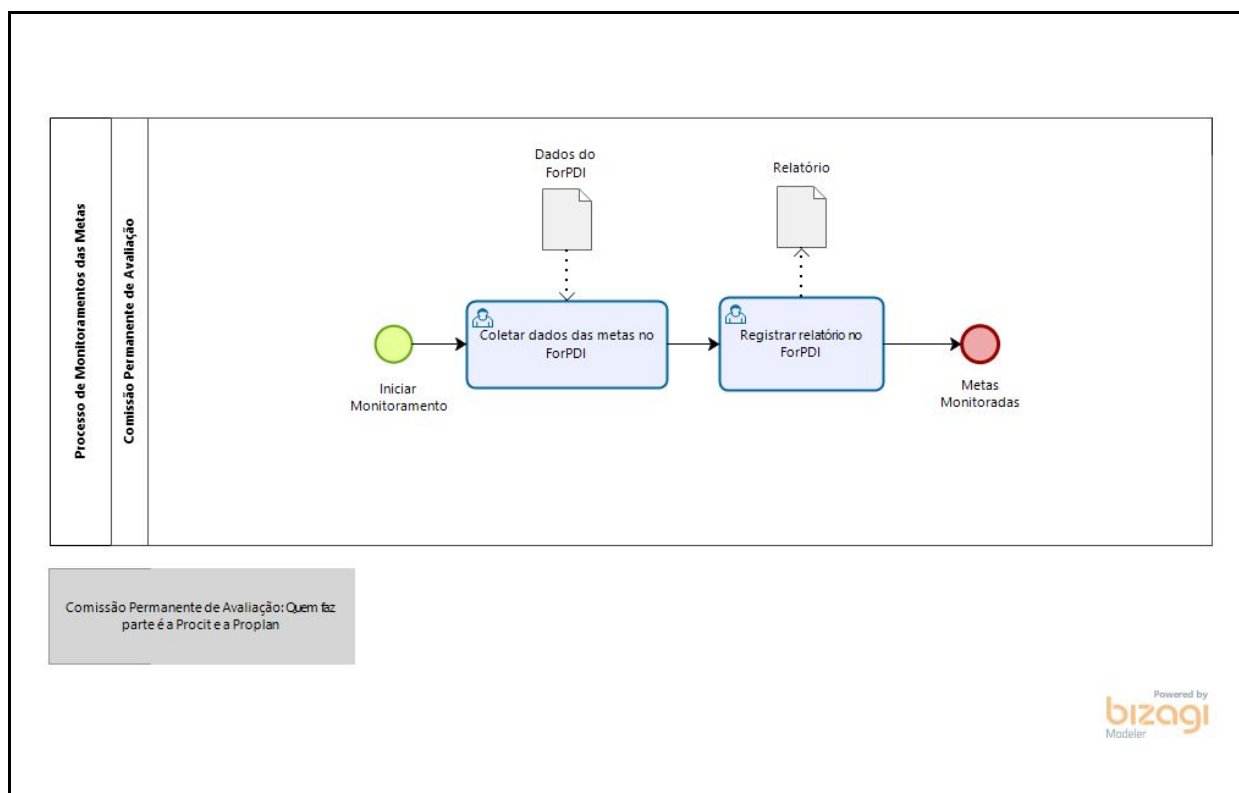 Processo de Monitoramentos das Metas
Comissão Permanente de Avaliação
Dados do
ForPDI
Relatório
Coletar dados das metas no
ForPDI
Registrar relatório no
ForPDI
Iniciar
Monitoramento
Metas
Monitoradas
Comissão Permanente de Avaliação: Quem faz
parte é a Procit e a Proplan
Powered by
bizagi
Modeler